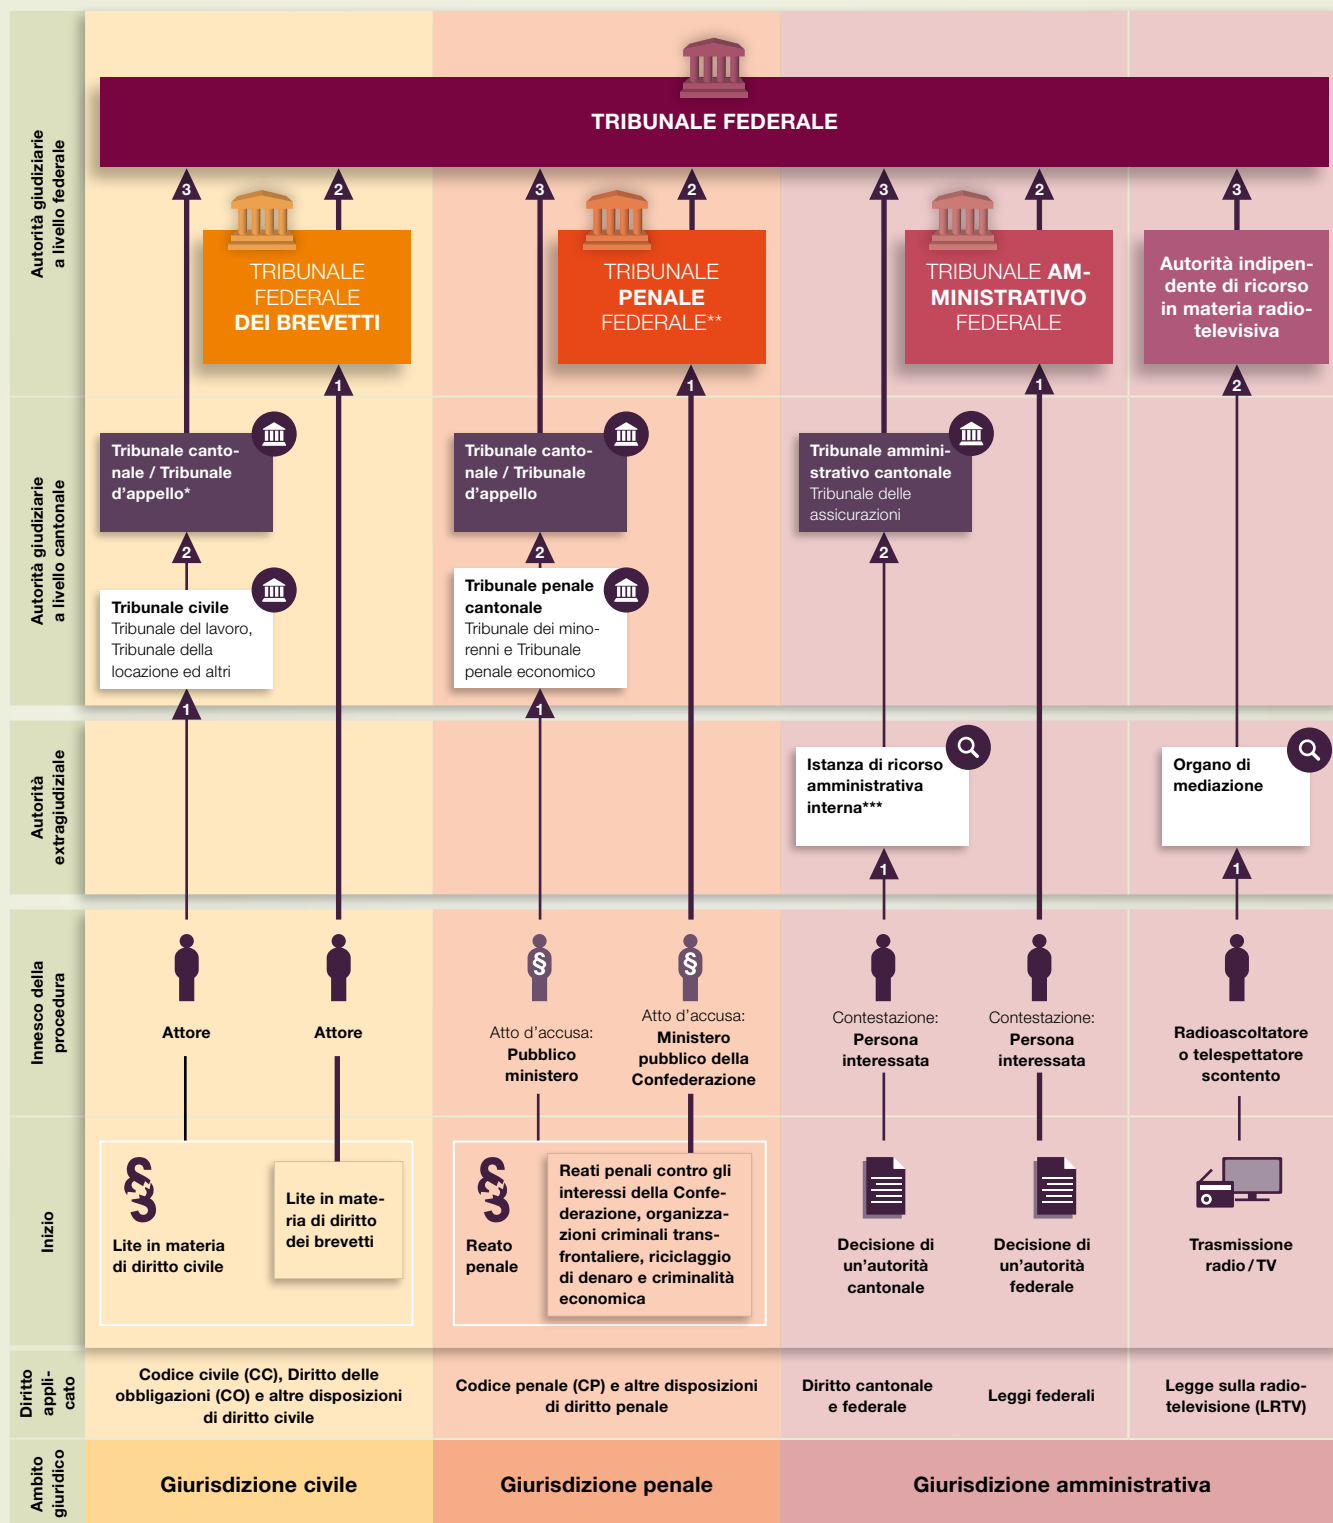 Autorità giudiziarie
a livello federale
TRIBUNALE FEDERALE
3
2
3
2
3
2
3
TRIBUNALE
FEDERALE
DEI BREVETTI
TRIBUNALE
PENALE
FEDERALE**
TRIBUNALE AM-
MINISTRATIVO
FEDERALE
Autorità indipen-
dente di ricorso
in materia radio-
televisiva
1
1
1
2
Autorità giudiziarie
a livello cantonale
Tribunale canto-
nale / Tribunale
d'appello*
Tribunale canto-
nale / Tribunale
d'appello
Tribunale ammini-
strativo cantonale
Tribunale delle
assicurazioni
2
2
2
Tribunale civile
Tribunale del lavoro,
Tribunale della
locazione ed altri
Tribunale penale
cantonale
Tribunale dei mino-
renni e Tribunale
penale economico
1
1
Autorità
extragiudiziale
Istanza di ricorso
amministrativa
interna***
Organo di
mediazione
1
1
Innesco della
procedura
§
§
Attore
Attore
Atto d'accusa:
Pubblico
ministero
Atto d'accusa:
Ministero
pubblico della
Confederazione
Contestazione:
Persona
interessata
Contestazione:
Persona
interessata
Radioascoltatore
o telespettatore
scontento
Inizio
§
Lite in materia
di diritto civile
Lite in mate-
ria di diritto
dei brevetti
§
Reato
penale
Reati penali contro gli
interessi della Confe-
derazione, organizza-
zioni criminali trans-
frontaliere, riciclaggio
di denaro e criminalità
economica
Decisione di
un'autorità
cantonale
Decisione di
un'autorità
federale
Trasmissione
radio / TV
Diritto
appli-
cato
Codice civile (CC), Diritto delle
obbligazioni (CO) e altre disposizioni
di diritto civile
Codice penale (CP) e altre disposizioni
di diritto penale
Diritto cantonale
e federale
Leggi federali
Legge sulla radio-
televisione (LRTV)
Ambito
giuridico
Giurisdizione civile
Giurisdizione penale
Giurisdizione amministrativa